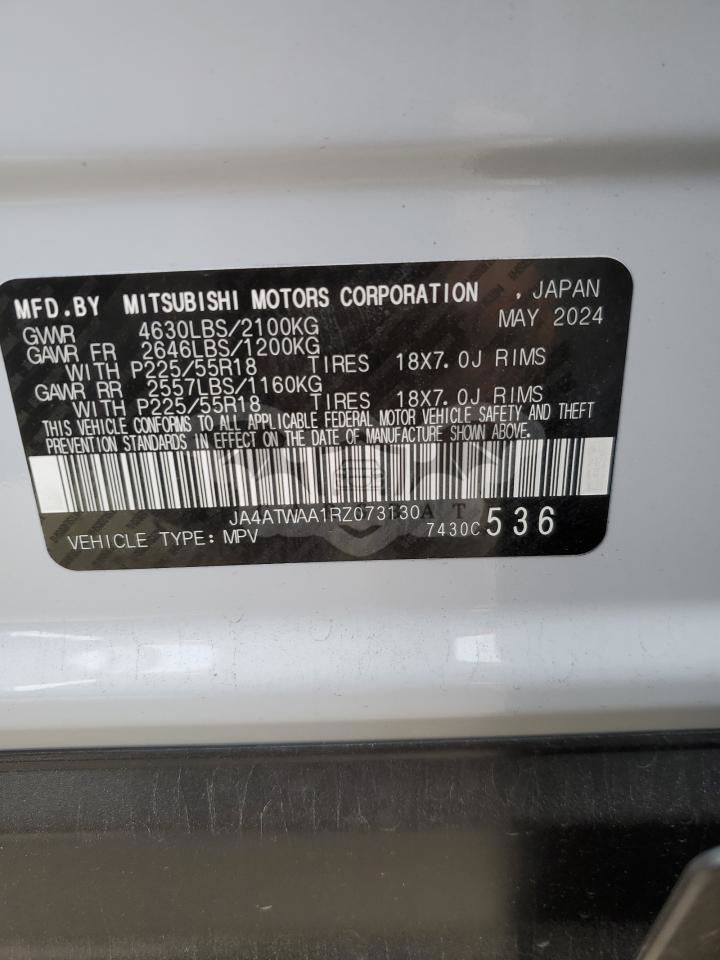 MFD.BY MITSUBISHI MOTORS CORPORATION , JAPAN
MAY 2024
GVWR 4630LBS/2100KG
GAWR FR 2646LBS/1200KG
WITH P225/55R18 TIRES 18X7.0J RIMS
GAWR RR 2557LBS/1160KG
WITH P225/55R18 TIRES 18X7.0J RIMS
THIS VEHICLE CONFORMS TO ALL APPLICABLE FEDERAL MOTOR VEHICLE SAFETY AND THEFT
PREVENTION STANDARDS IN EFFECT ON THE DATE OF MANUFACTURE SHOWN ABOVE.
JA4ATWAA1RZ073130
VEHICLE TYPE: MPV 7430C 536